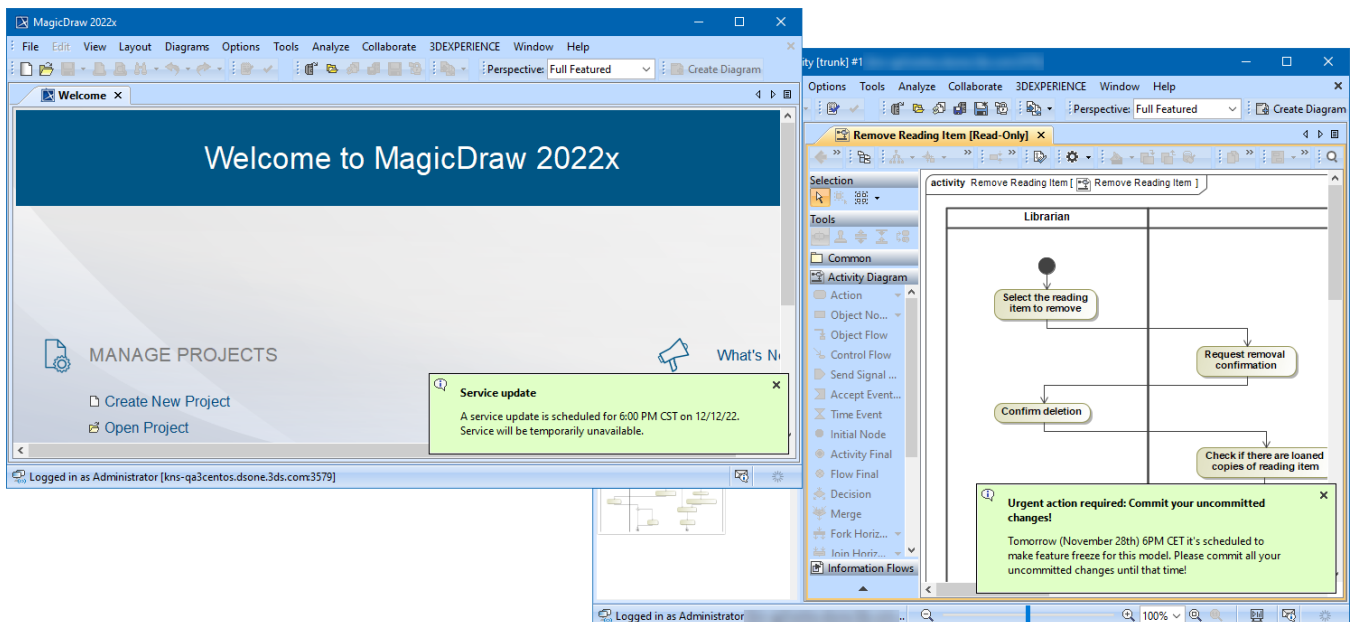 MagicDraw 2022x
File Edit View Layout Diagrams Options Tools Analyze Collaborate 3DEXPERIENCE Window Help
Perspective: Full Featured Create Diagram
Welcome
Welcome to MagicDraw 2022x
MANAGE PROJECTS
What's N
Create New Project
Open Project
Service update
A service update is scheduled for 6:00 PM CST on 12/12/22.
Service will be temporarily unavailable.
Logged in as Administrator [kns-qa3centos.dsone.3ds.com:3579]
ity [trunk] #1
Options Tools Analyze Collaborate 3DEXPERIENCE Window Help
Perspective: Full Featured Create Diagram
Remove Reading Item [Read-Only]
Selection
Tools
Common
Activity Diagram
Action
Object No...
Object Flow
Control Flow
Send Signal ...
Accept Event...
Time Event
Initial Node
Activity Final
Flow Final
Decision
Merge
Fork Horiz...
Join Horiz...
Information Flows
activity Remove Reading Item [ Remove Reading Item ]
Librarian
Select the reading
item to remove
Request removal
confirmation
Confirm deletion
Check if there are loaned
copies of reading item
Urgent action required: Commit your uncommitted
changes!
Tomorrow (November 28th) 6PM CET it's scheduled to
make feature freeze for this model. Please commit all your
uncommitted changes until that time!
Logged in as Administrator
..
100%